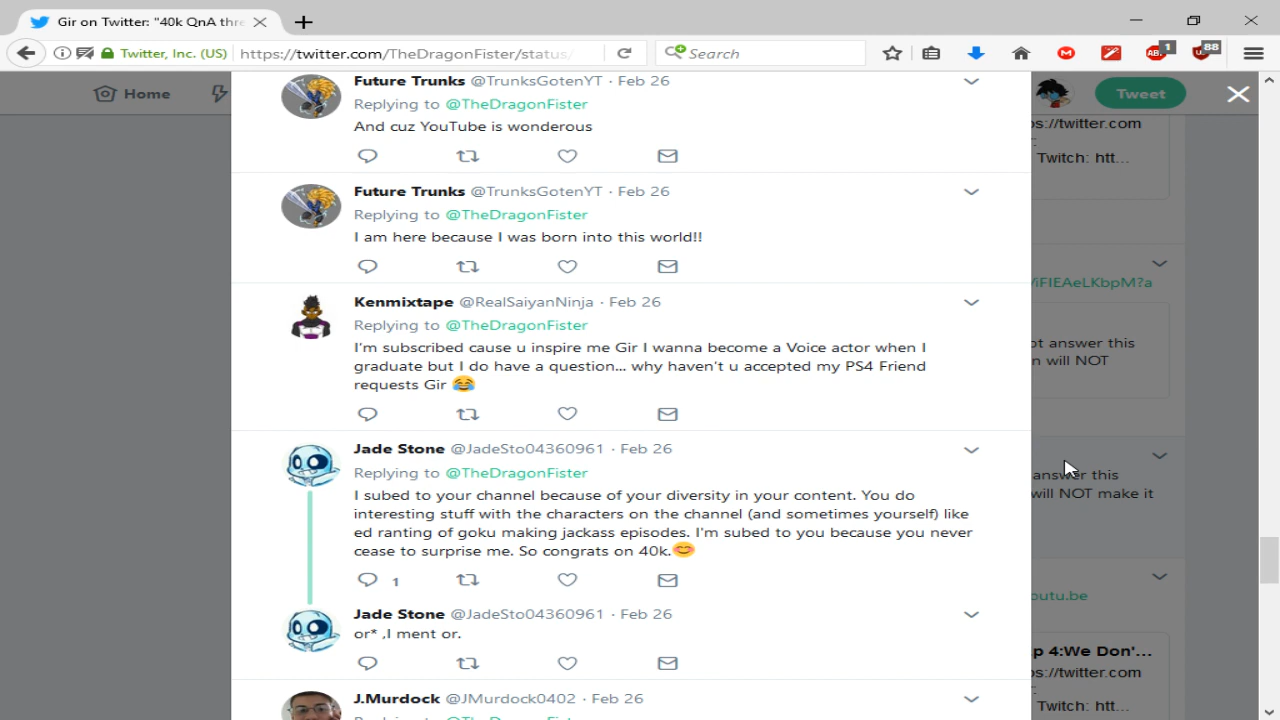 Gir on Twitter: "40k QnA thr
Twitter, Inc. (US)
https://twitter.com/TheDragonFister/status/
Search
1
88
Home
Tweet
Future Trunks @TrunksGotenYT · Feb 26
Replying to @TheDragonFister
And cuz YouTube is wonderous
Future Trunks @TrunksGotenYT · Feb 26
Replying to @TheDragonFister
I am here because I was born into this world!!
Kenmixtape @RealSaiyanNinja · Feb 26
Replying to @TheDragonFister
I'm subscribed cause u inspire me Gir I wanna become a Voice actor when I
graduate but I do have a question... why haven't u accepted my PS4 Friend
requests Gir 😂
Jade Stone @JadeSto04360961 · Feb 26
Replying to @TheDragonFister
I subed to your channel because of your diversity in your content. You do
interesting stuff with the characters on the channel (and sometimes yourself) like
ed ranting of goku making jackass episodes. I'm subed to you because you never
cease to surprise me. So congrats on 40k.😊
1
Jade Stone @JadeSto04360961 · Feb 26
or* ,I ment or.
J.Murdock @JMurdock0402 · Feb 26
ps://twitter.com
Twitch: htt...
/iFIEAeLKbpM?a
ot answer this
n will NOT
answer this
will NOT make it
outu.be
p 4:We Don'...
ps://twitter.com
Twitch: htt...